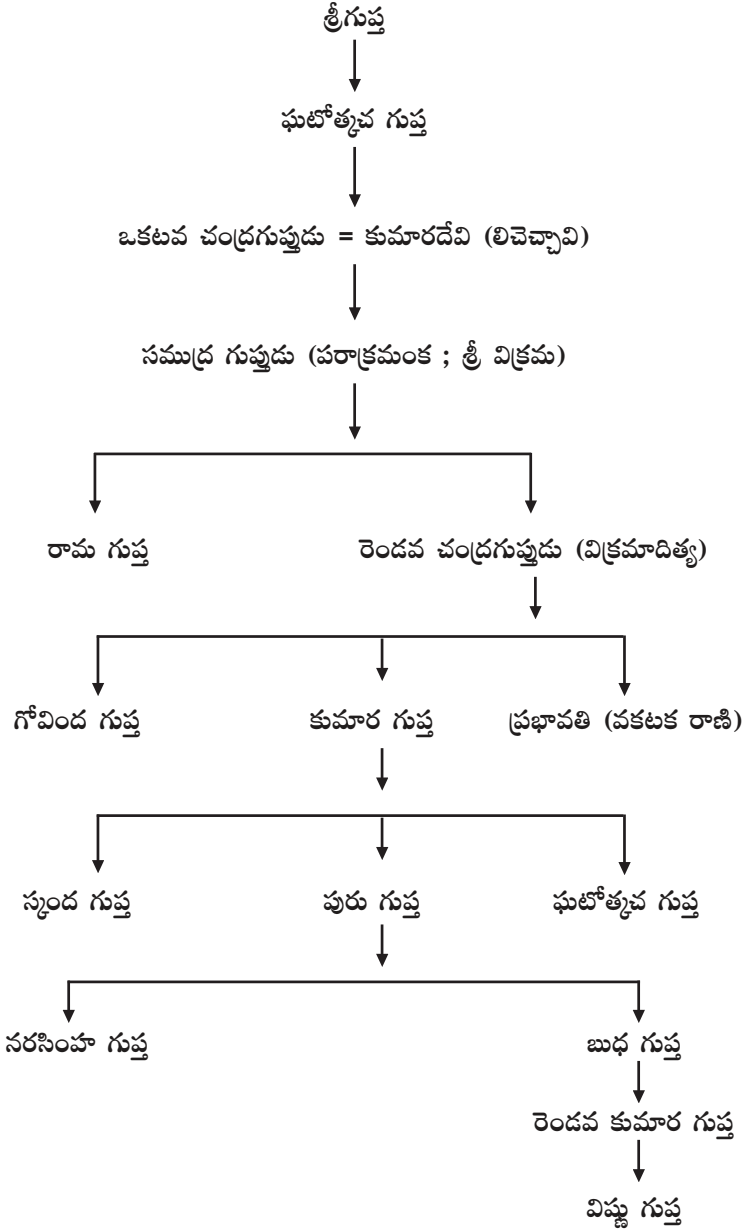 శ్రీగుప్త
ఘటోత్కచ గుప్త
ఒకటవ చంద్రగుప్తుడు = కుమారదేవి (లిచెచ్ఛావి)
సముద్ర గుప్తుడు (పరాక్రమంక ; శ్రీ విక్రమ)
రామ గుప్త రెండవ చంద్రగుప్తుడు (విక్రమాదిత్య)
గోవింద గుప్త కుమార గుప్త ప్రభావతి (వకటక రాణి)
స్కంద గుప్త పురు గుప్త ఘటోత్కచ గుప్త
నరసింహ గుప్త బుధ గుప్త
రెండవ కుమార గుప్త
విష్ణు గుప్త